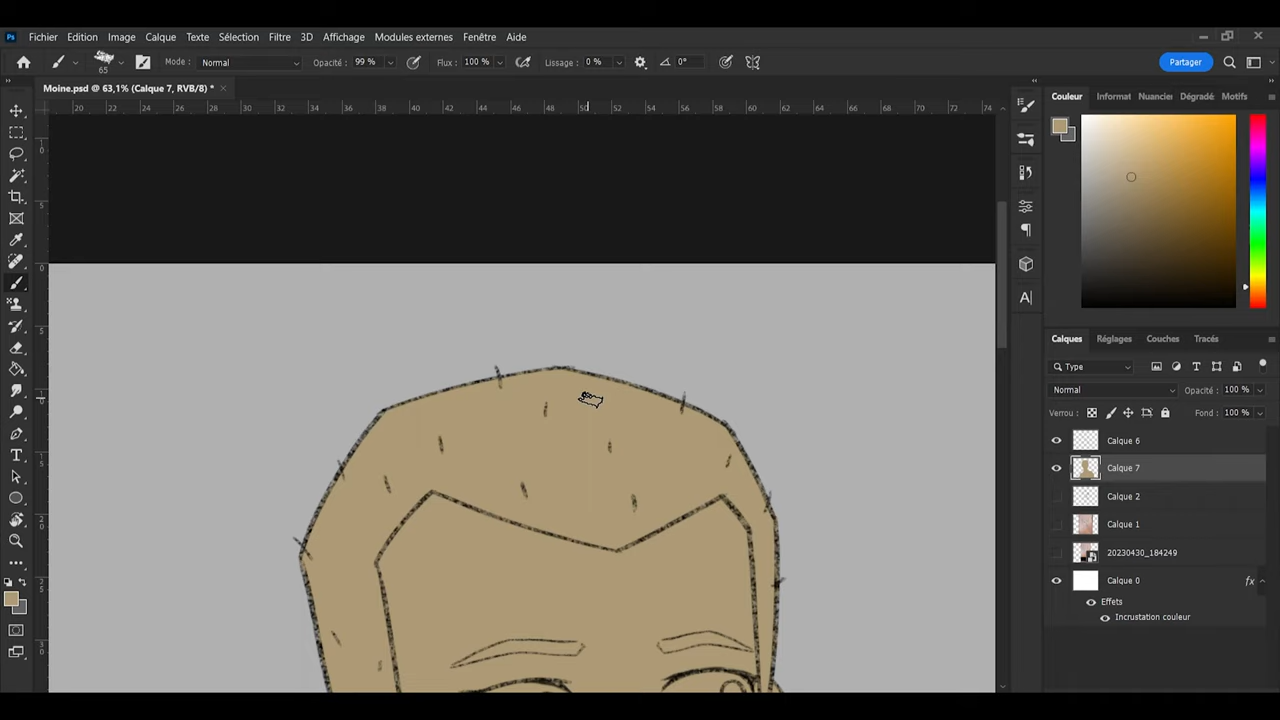 Ps Fichier Edition Image Calque Texte Sélection Filtre 3D Affichage Modules externes Fenêtre Aide
65 Mode : Normal Opacité : 99 % Flux : 100 % Lissage : 0 % 0° Partager
Moine.psd @ 63,1% (Calque 7, RVB/8) * ×
Couleur Informat Nuancier Dégradé Motifs
20 22 24 26 28 30 32 34 36 38 40 42 44 46 48 50 52 54 56 58 60 62 64 66 68 70 72 74
Calques Réglages Couches Tracés
Type
Normal Opacité : 100 %
Verrou : Fond : 100 %
Calque 6
Calque 7
Calque 2
Calque 1
20230430_184249
Calque 0 fx
Effets
Incrustation couleur